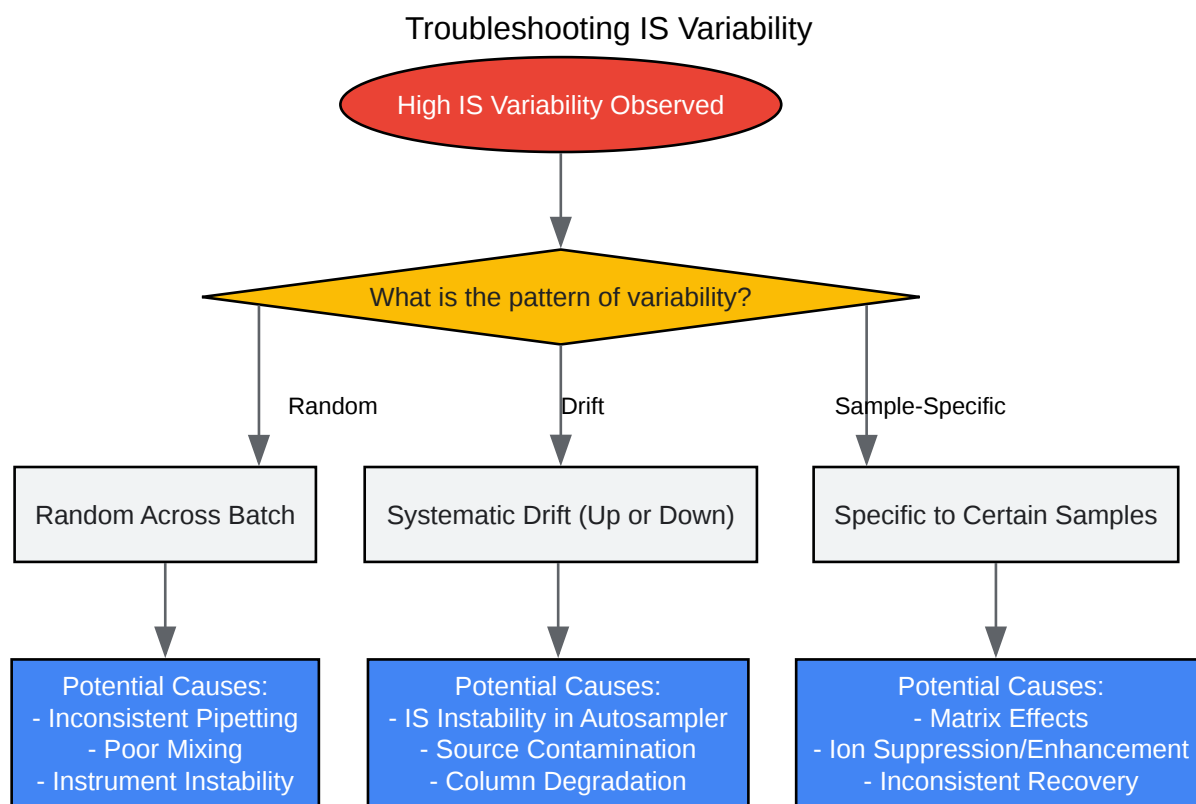 Troubleshooting IS Variability
High IS Variability Observed
What is the pattern of variability?
Random
Drift
Sample-Specific
Random Across Batch
Systematic Drift (Up or Down)
Specific to Certain Samples
Potential Causes:
- Inconsistent Pipetting
- Poor Mixing
- Instrument Instability
Potential Causes:
- IS Instability in Autosampler
- Source Contamination
- Column Degradation
Potential Causes:
- Matrix Effects
- Ion Suppression/Enhancement
- Inconsistent Recovery